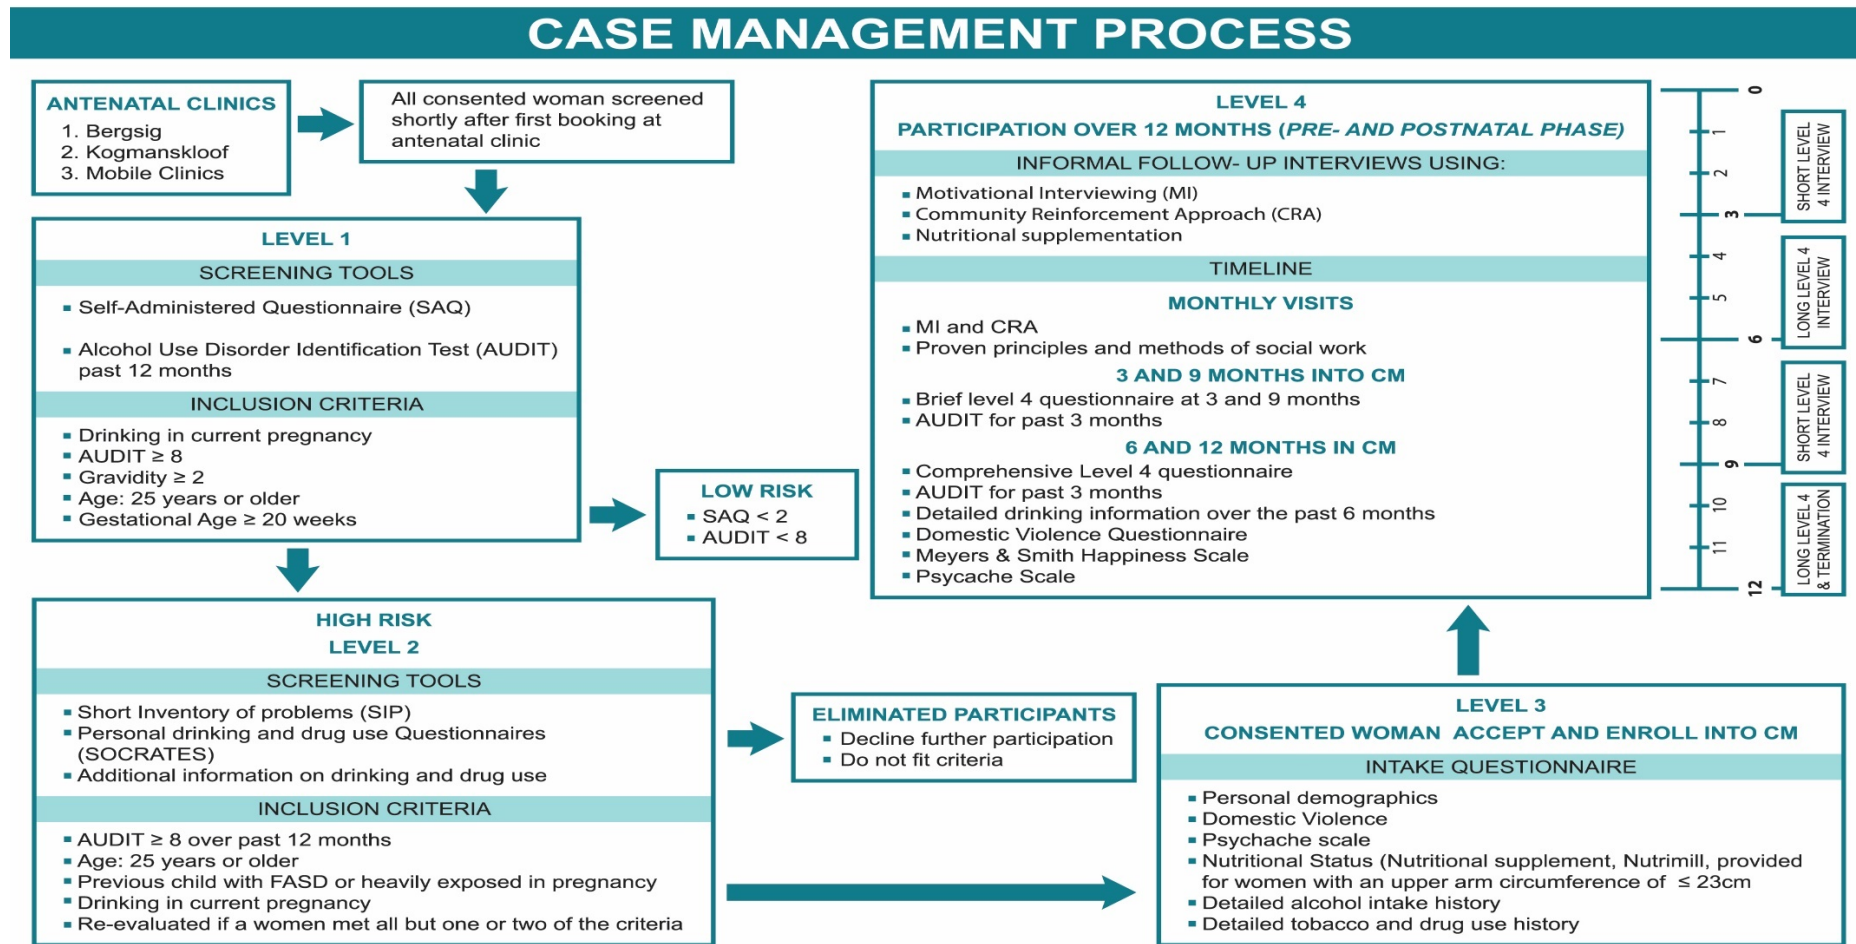 CASE MANAGEMENT PROCESS
ANTENATAL CLINICS
1. Bergsig
2. Kogmanskloof
3. Mobile Clinics
All consented woman screened
shortly after first booking at
antenatal clinic
LEVEL 1
SCREENING TOOLS
▪ Self-Administered Questionnaire (SAQ)
▪ Alcohol Use Disorder Identification Test (AUDIT)
past 12 months
INCLUSION CRITERIA
▪ Drinking in current pregnancy
▪ AUDIT ≥ 8
▪ Gravidity ≥ 2
▪ Age: 25 years or older
▪ Gestational Age ≥ 20 weeks
LOW RISK
▪ SAQ < 2
▪ AUDIT < 8
HIGH RISK
LEVEL 2
SCREENING TOOLS
▪ Short Inventory of problems (SIP)
▪ Personal drinking and drug use Questionnaires
(SOCRATES)
▪ Additional information on drinking and drug use
INCLUSION CRITERIA
▪ AUDIT ≥ 8 over past 12 months
▪ Age: 25 years or older
▪ Previous child with FASD or heavily exposed in pregnancy
▪ Drinking in current pregnancy
▪ Re-evaluated if a women met all but one or two of the criteria
ELIMINATED PARTICIPANTS
▪ Decline further participation
▪ Do not fit criteria
LEVEL 3
CONSENTED WOMAN ACCEPT AND ENROLL INTO CM
INTAKE QUESTIONNAIRE
▪ Personal demographics
▪ Domestic Violence
▪ Psychache scale
▪ Nutritional Status (Nutritional supplement, Nutrimill, provided
for women with an upper arm circumference of ≤ 23cm
▪ Detailed alcohol intake history
▪ Detailed tobacco and drug use history
LEVEL 4
PARTICIPATION OVER 12 MONTHS (PRE- AND POSTNATAL PHASE)
INFORMAL FOLLOW- UP INTERVIEWS USING:
▪ Motivational Interviewing (MI)
▪ Community Reinforcement Approach (CRA)
▪ Nutritional supplementation
TIMELINE
MONTHLY VISITS
▪ MI and CRA
▪ Proven principles and methods of social work
3 AND 9 MONTHS INTO CM
▪ Brief level 4 questionnaire at 3 and 9 months
▪ AUDIT for past 3 months
6 AND 12 MONTHS IN CM
▪ Comprehensive Level 4 questionnaire
▪ AUDIT for past 3 months
▪ Detailed drinking information over the past 6 months
▪ Domestic Violence Questionnaire
▪ Meyers & Smith Happiness Scale
▪ Psycache Scale
0
1
2
3
4
5
6
7
8
9
10
11
12
SHORT LEVEL
4 INTERVIEW
LONG LEVEL 4
INTERVIEW
SHORT LEVEL
4 INTERVIEW
LONG LEVEL 4
& TERMINATION